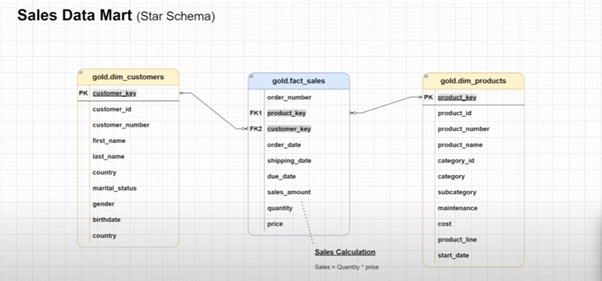 Sales Data Mart (Star Schema)
gold.dim_customers
PK customer_key
customer_id
customer_number
first_name
last_name
country
marital_status
gender
birthdate
country
gold.fact_sales
order_number
FK1 product_key
FK2 customer_key
order_date
shipping_date
due_date
sales_amount
quantity
price
Sales Calculation
Sales = Quantity * price
gold.dim_products
PK product_key
product_id
product_number
product_name
category_id
category
subcategory
maintenance
cost
product_line
start_date